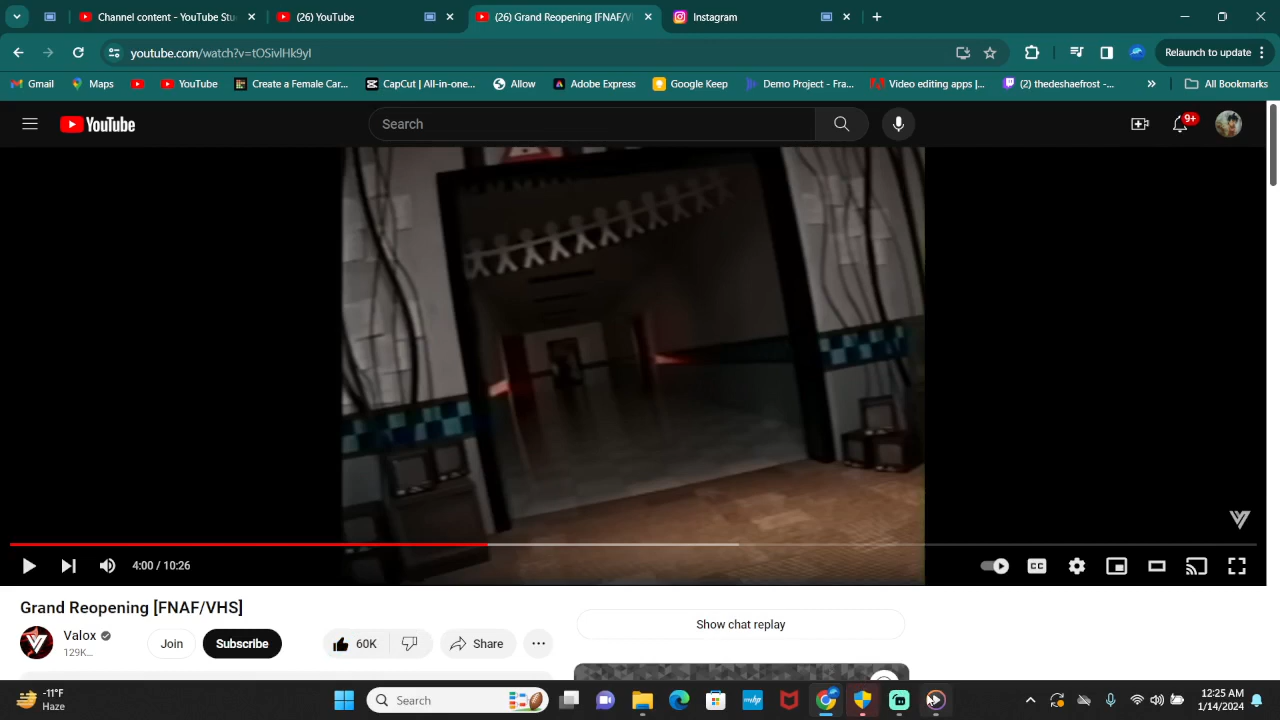 Channel content - YouTube Stu
(26) YouTube
(26) Grand Reopening [FNAF/VH
Instagram
youtube.com/watch?v=tOSivlHk9yI
Relaunch to update
Gmail
Maps
YouTube
Create a Female Car...
CapCut | All-in-one...
Allow
Adobe Express
Google Keep
Demo Project - Fra...
Video editing apps |...
(2) thedeshaefrost -...
All Bookmarks
YouTube
Search
9+
4:00 / 10:26
CC
Grand Reopening [FNAF/VHS]
Valox
129K...
Join
Subscribe
60K
Share
Show chat replay
-11°F
Haze
Search
12:25 AM